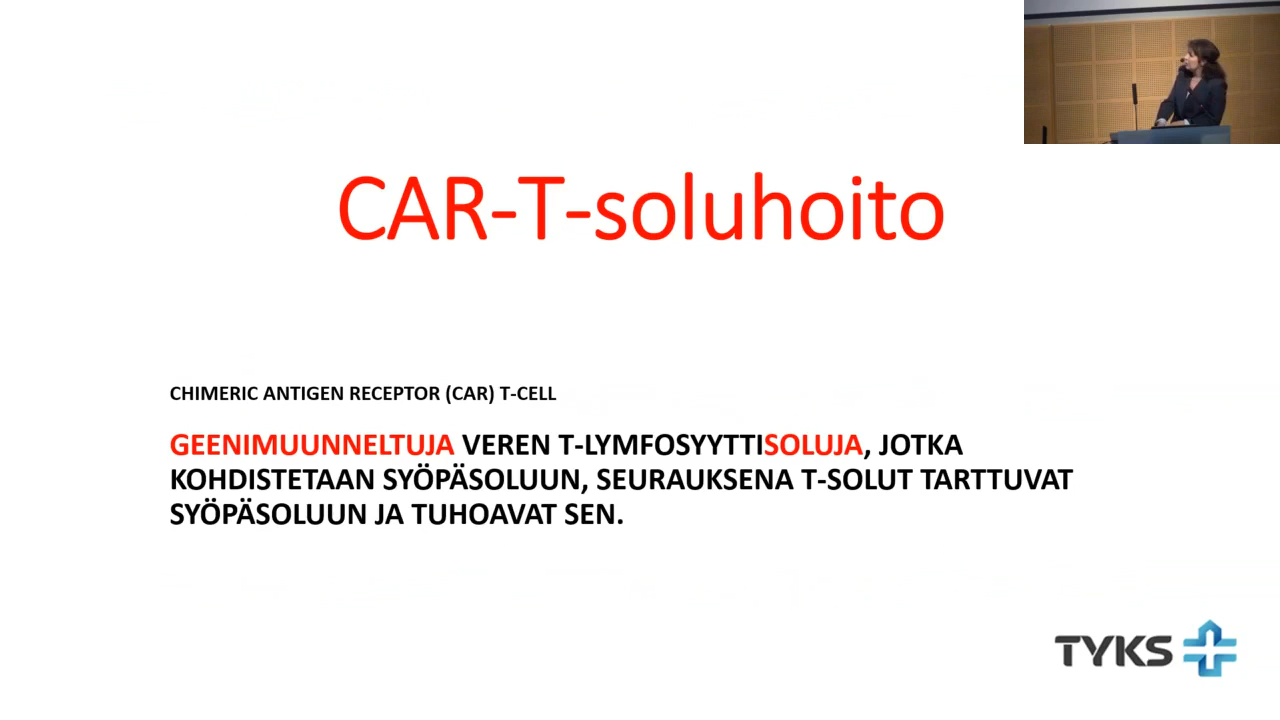 CAR-T-soluhoito
CHIMERIC ANTIGEN RECEPTOR (CAR) T-CELL
GEENIMUUNNELTUJA VEREN T-LYMFOSYYTTISOLUJA, JOTKA
KOHDISTETAAN SYÖPÄSOLUUN, SEURAUKSENA T-SOLUT TARTTUVAT
SYÖPÄSOLUUN JA TUHOAVAT SEN.
TYKS